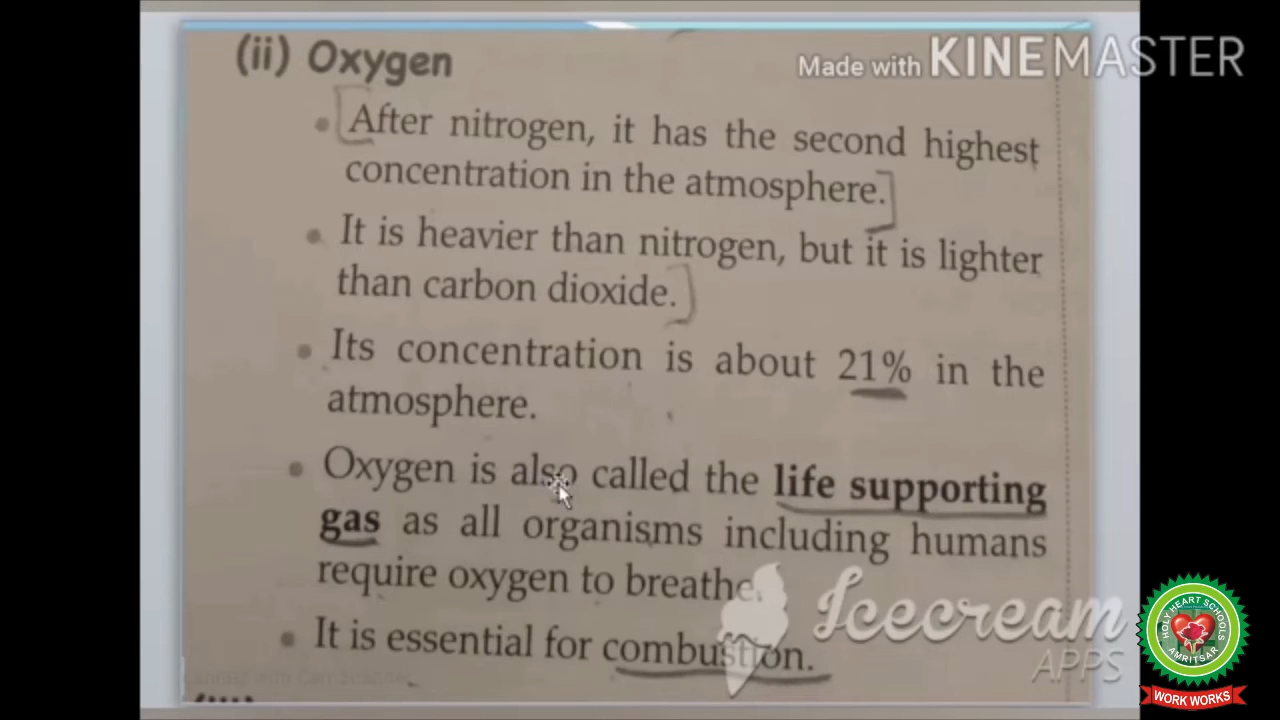 (ii) Oxygen
Made with KINEMASTER
• After nitrogen, it has the second highest
concentration in the atmosphere.
• It is heavier than nitrogen, but it is lighter
than carbon dioxide.
• Its concentration is about 21% in the
atmosphere.
• Oxygen is also called the life supporting
gas as all organisms including humans
require oxygen to breathe.
• It is essential for combustion.
Icecream
APPS
HOLY HEART SCHOOLS
AMRITSAR
WORK WORKS